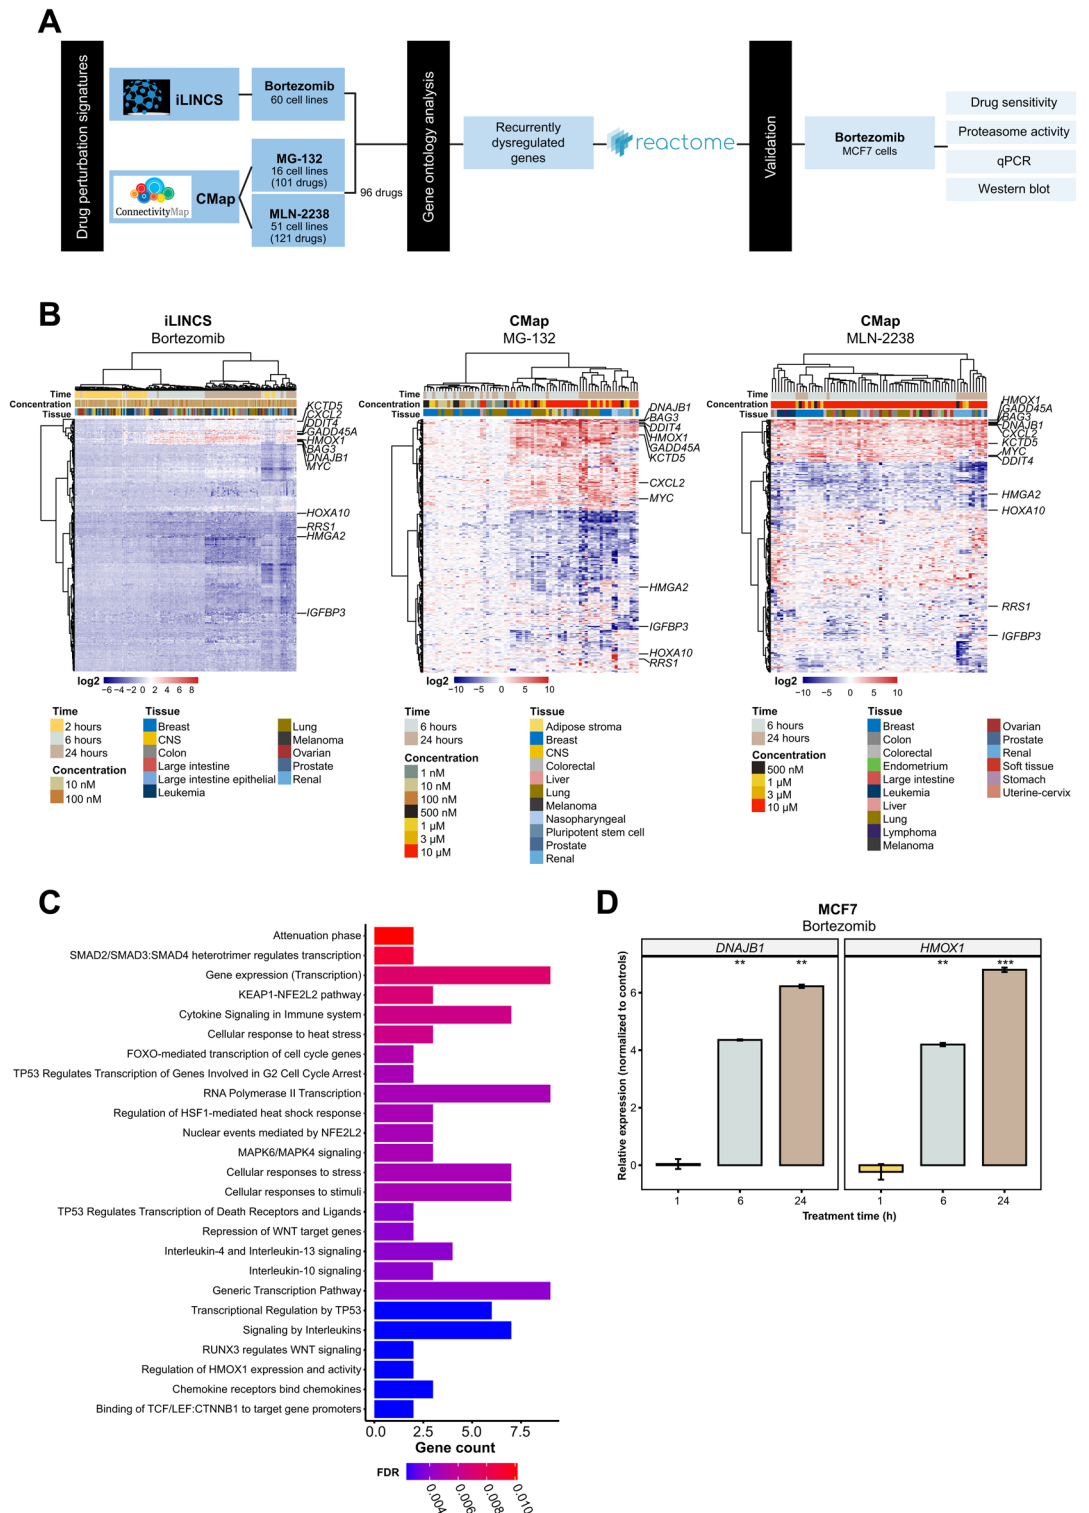 A
Drug perturbation signatures
iLINCS
Bortezomib
60 cell lines
ConnectivityMap
CMap
MG-132
16 cell lines
(101 drugs)
MLN-2238
51 cell lines
(121 drugs)
96 drugs
Gene ontology analysis
Recurrently
dysregulated
genes
reactome
Validation
Bortezomib
MCF7 cells
Drug sensitivity
Proteasome activity
qPCR
Western blot
B
iLINCS
Bortezomib
Time
Concentration
Tissue
KCTD5
CXCL2
DDIT4
GADD45A
HMOX1
BAG3
DNAJB1
MYC
HOXA10
RRS1
HMGA2
IGFBP3
log2
−6 −4 −2 0 2 4 6 8
Time
2 hours
6 hours
24 hours
Concentration
10 nM
100 nM
Tissue
Breast
CNS
Colon
Large intestine
Large intestine epithelial
Leukemia
Lung
Melanoma
Ovarian
Prostate
Renal
CMap
MG-132
Time
Concentration
Tissue
DNAJB1
BAG3
DDIT4
HMOX1
GADD45A
KCTD5
CXCL2
MYC
HMGA2
IGFBP3
HOXA10
RRS1
log2
−10 −5 0 5 10
Time
6 hours
24 hours
Concentration
1 nM
10 nM
100 nM
500 nM
1 µM
3 µM
10 µM
Tissue
Adipose stroma
Breast
CNS
Colorectal
Liver
Lung
Melanoma
Nasopharyngeal
Pluripotent stem cell
Prostate
Renal
CMap
MLN-2238
Time
Concentration
Tissue
HMOX1
GADD45A
BAG3
DNAJB1
CXCL2
KCTD5
MYC
DDIT4
HMGA2
HOXA10
RRS1
IGFBP3
log2
−10 −5 0 5 10
Time
6 hours
24 hours
Concentration
500 nM
1 µM
3 µM
10 µM
Tissue
Breast
Colon
Colorectal
Endometrium
Large intestine
Leukemia
Liver
Lung
Lymphoma
Melanoma
Ovarian
Prostate
Renal
Soft tissue
Stomach
Uterine-cervix
C
Attenuation phase
SMAD2/SMAD3:SMAD4 heterotrimer regulates transcription
Gene expression (Transcription)
KEAP1-NFE2L2 pathway
Cytokine Signaling in Immune system
Cellular response to heat stress
FOXO-mediated transcription of cell cycle genes
TP53 Regulates Transcription of Genes Involved in G2 Cell Cycle Arrest
RNA Polymerase II Transcription
Regulation of HSF1-mediated heat shock response
Nuclear events mediated by NFE2L2
MAPK6/MAPK4 signaling
Cellular responses to stress
Cellular responses to stimuli
TP53 Regulates Transcription of Death Receptors and Ligands
Repression of WNT target genes
Interleukin-4 and Interleukin-13 signaling
Interleukin-10 signaling
Generic Transcription Pathway
Transcriptional Regulation by TP53
Signaling by Interleukins
RUNX3 regulates WNT signaling
Regulation of HMOX1 expression and activity
Chemokine receptors bind chemokines
Binding of TCF/LEF:CTNNB1 to target gene promoters
0.0 2.5 5.0 7.5
Gene count
FDR
0.004 0.006 0.008 0.010
D
MCF7
Bortezomib
DNAJB1 HMOX1
** ** ** ***
Relative expression (normalized to controls)
6
4
2
0
1 6 24 1 6 24
Treatment time (h)